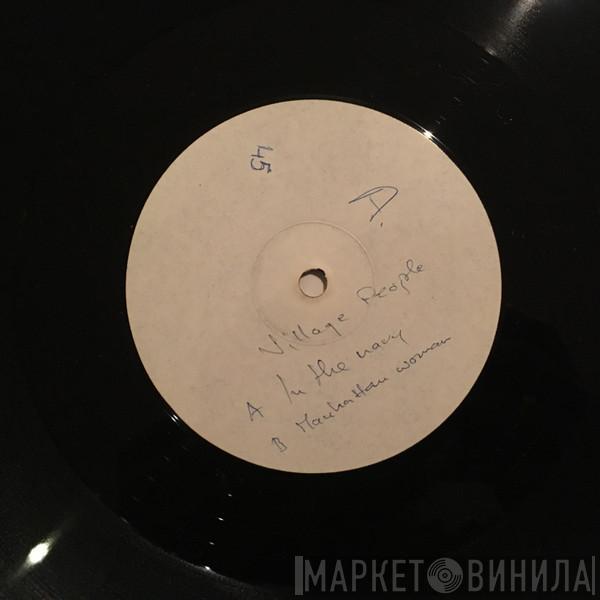 45
A.
Village People
A In the navy
B Manhattan woman
МАРКЕТ ВИНИЛА